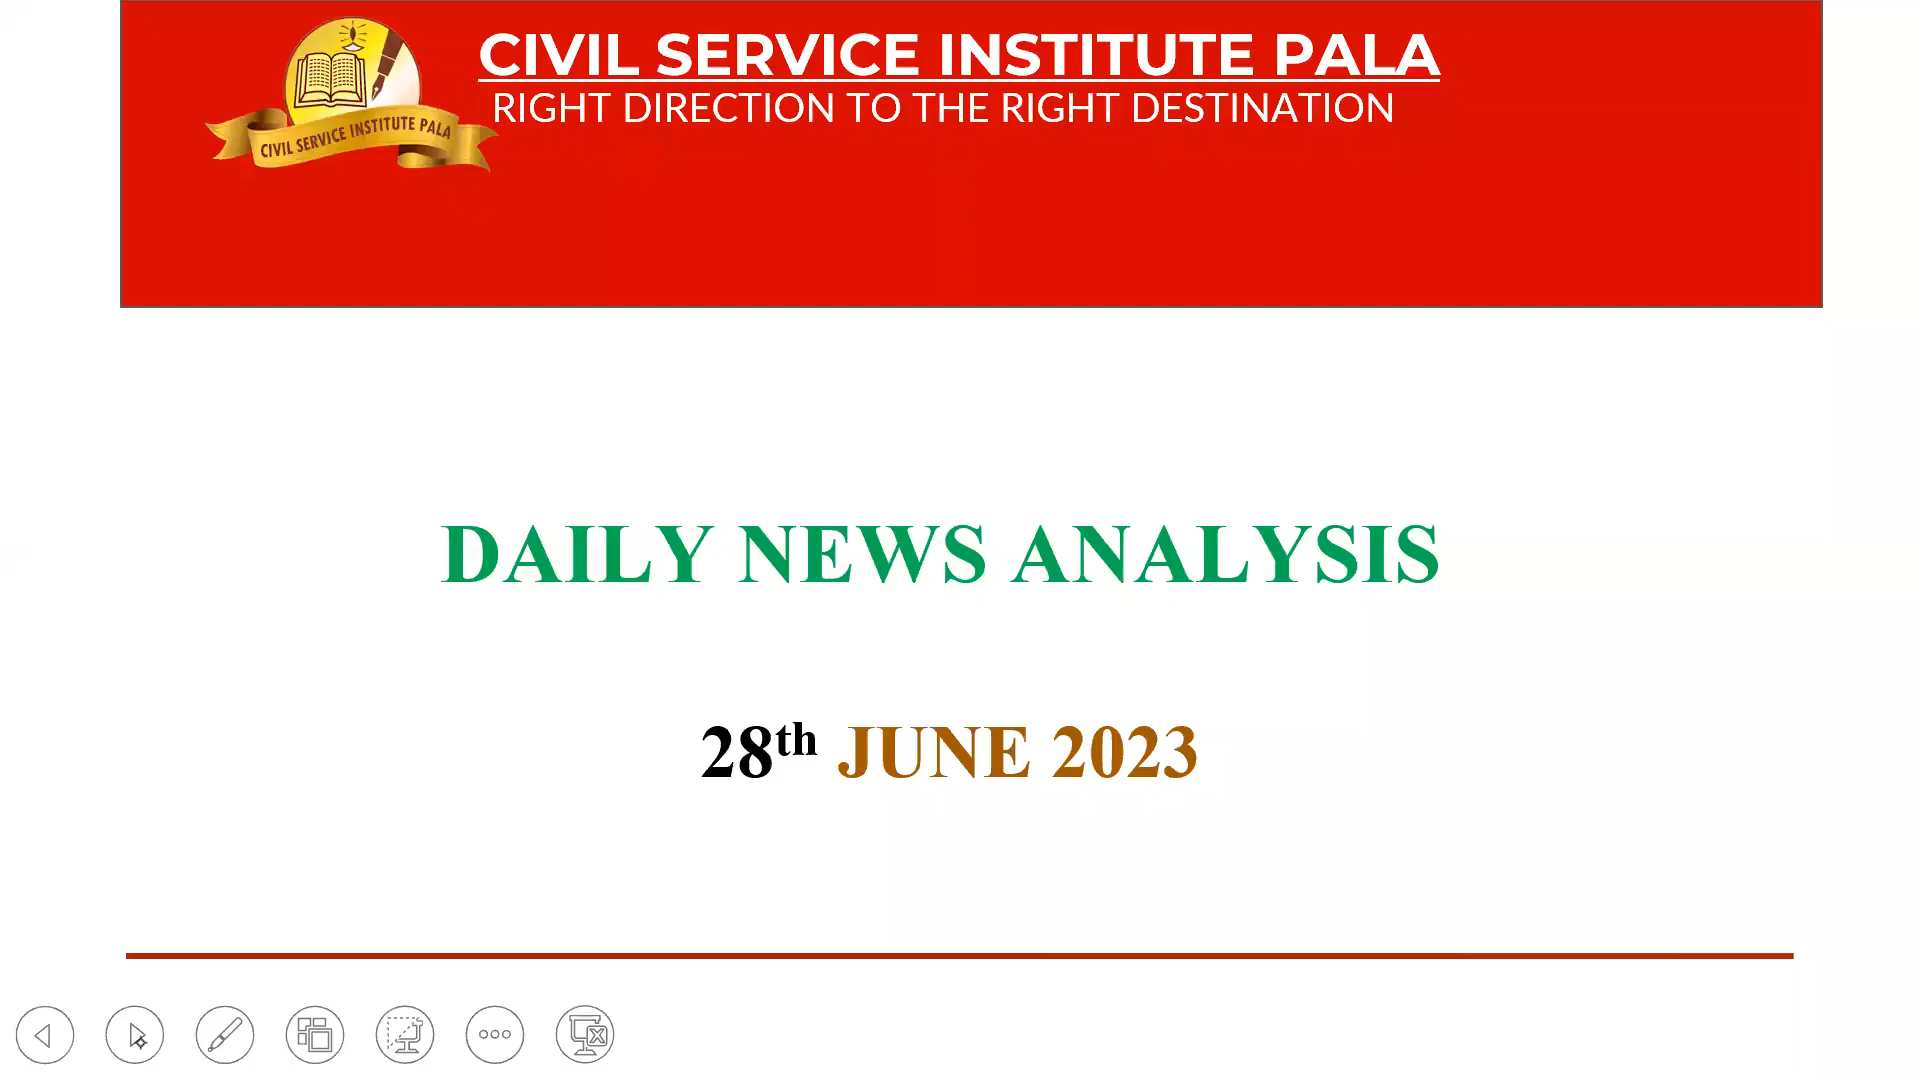 CIVIL SERVICE INSTITUTE PALA
RIGHT DIRECTION TO THE RIGHT DESTINATION
CIVIL SERVICE INSTITUTE PALA
DAILY NEWS ANALYSIS
28th JUNE 2023